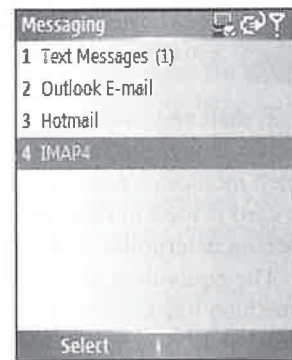 Messaging
1 Text Messages (1)
2 Outlook E-mail
3 Hotmail
4 IMAP4
Select